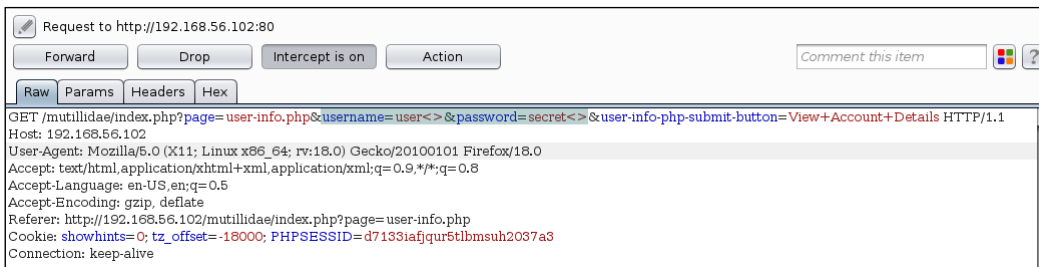 Request to http://192.168.56.102:80
Forward Drop Intercept is on Action Comment this item ?
Raw Params Headers Hex
GET /mutillidae/index.php?page=user-info.php&username=user<>&password=secret<>&user-info-php-submit-button=View+Account+Details HTTP/1.1
Host: 192.168.56.102
User-Agent: Mozilla/5.0 (X11; Linux x86_64; rv:18.0) Gecko/20100101 Firefox/18.0
Accept: text/html,application/xhtml+xml,application/xml;q=0.9,*/*;q=0.8
Accept-Language: en-US,en;q=0.5
Accept-Encoding: gzip, deflate
Referer: http://192.168.56.102/mutillidae/index.php?page=user-info.php
Cookie: showhints=0; tz_offset=-18000; PHPSESSID=d7133iafjqur5tlbmsuh2037a3
Connection: keep-alive